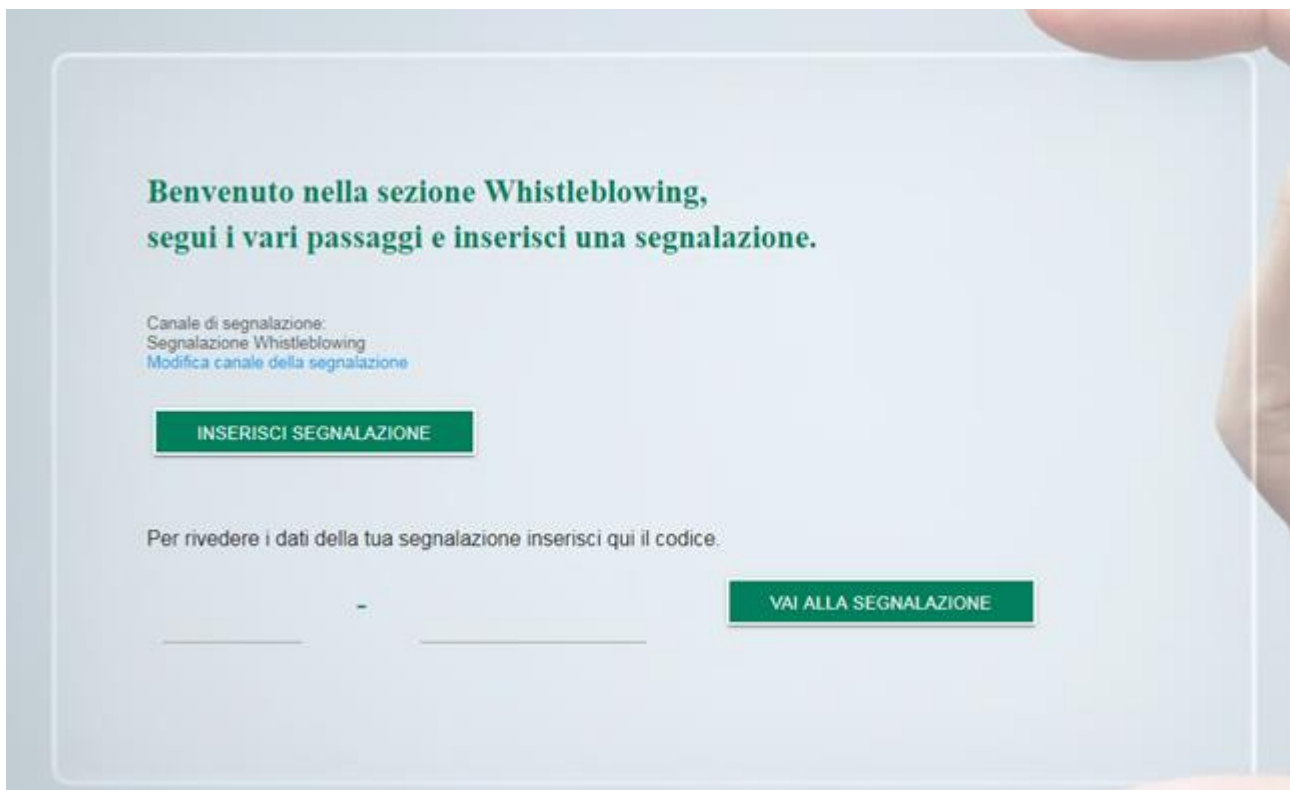 Benvenuto nella sezione Whistleblowing,
segui i vari passaggi e inserisci una segnalazione.
Canale di segnalazione:
Segnalazione Whistleblowing
Modifica canale della segnalazione
INSERISCI SEGNALAZIONE
Per rivedere i dati della tua segnalazione inserisci qui il codice.
-
VAI ALLA SEGNALAZIONE